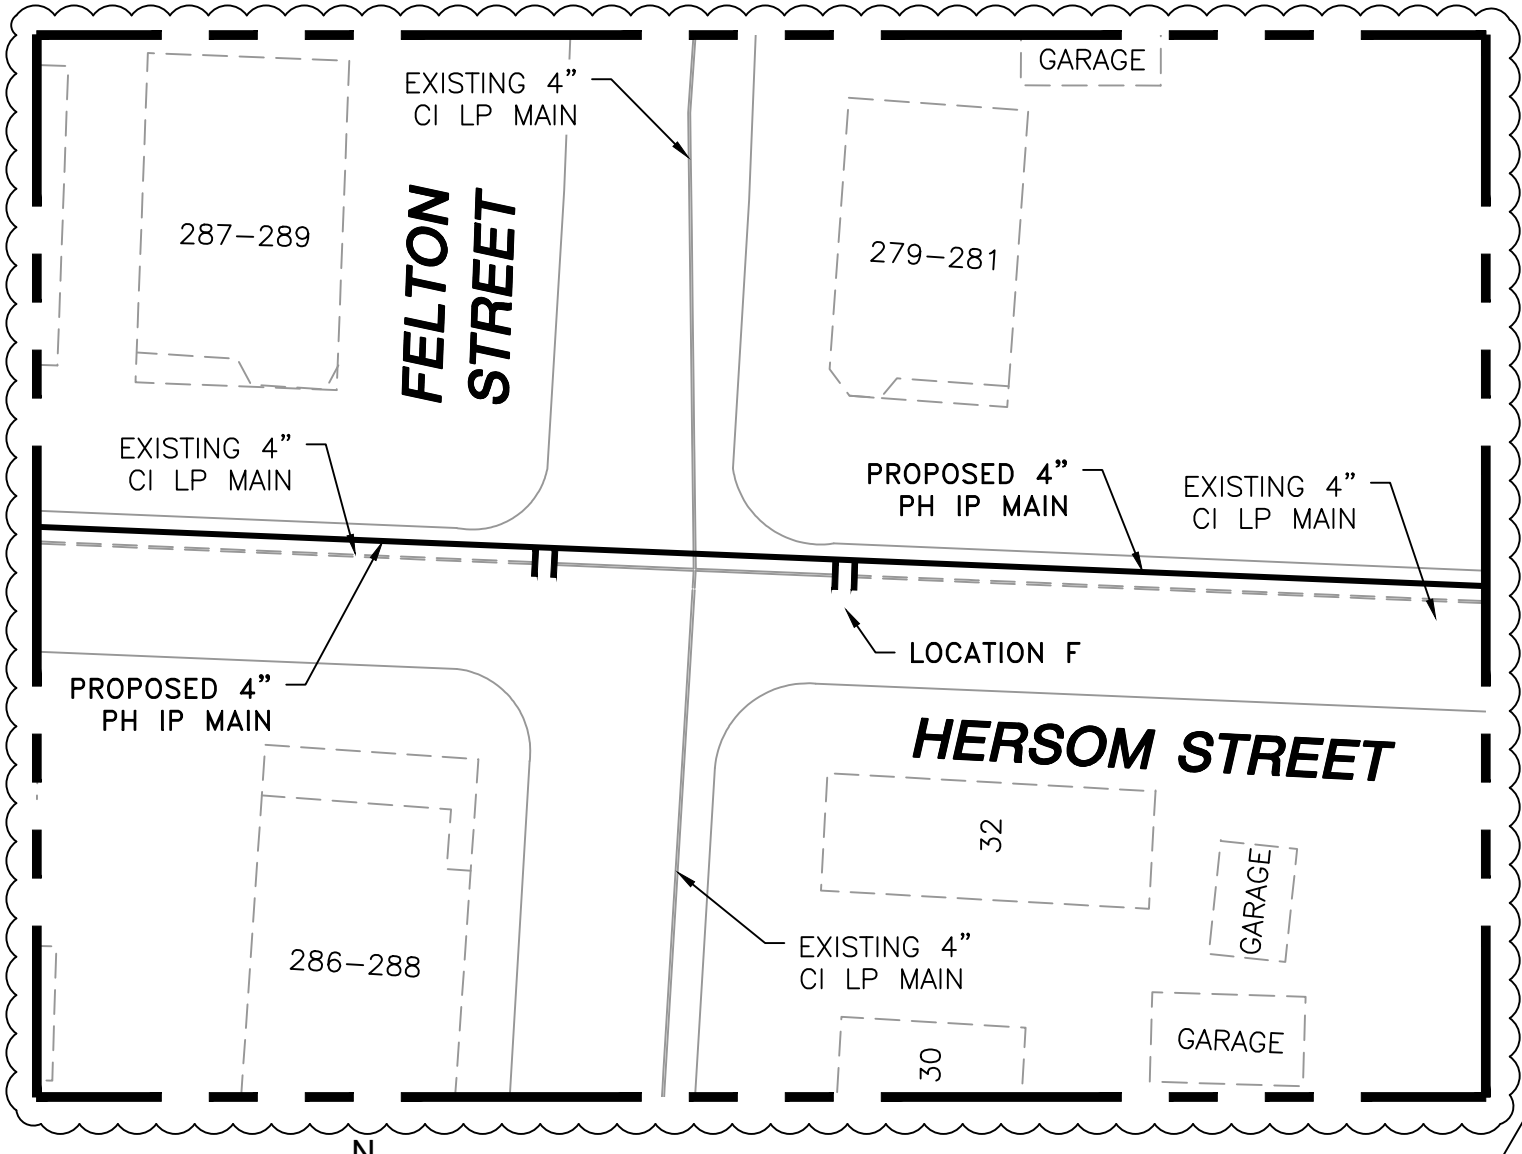 GARAGE
EXISTING 4”
CI LP MAIN
FELTON
STREET
287–289
279–281
EXISTING 4”
CI LP MAIN
PROPOSED 4”
PH IP MAIN
EXISTING 4”
CI LP MAIN
LOCATION F
PROPOSED 4”
PH IP MAIN
HERSOM STREET
32
GARAGE
EXISTING 4”
CI LP MAIN
286–288
GARAGE
30
N